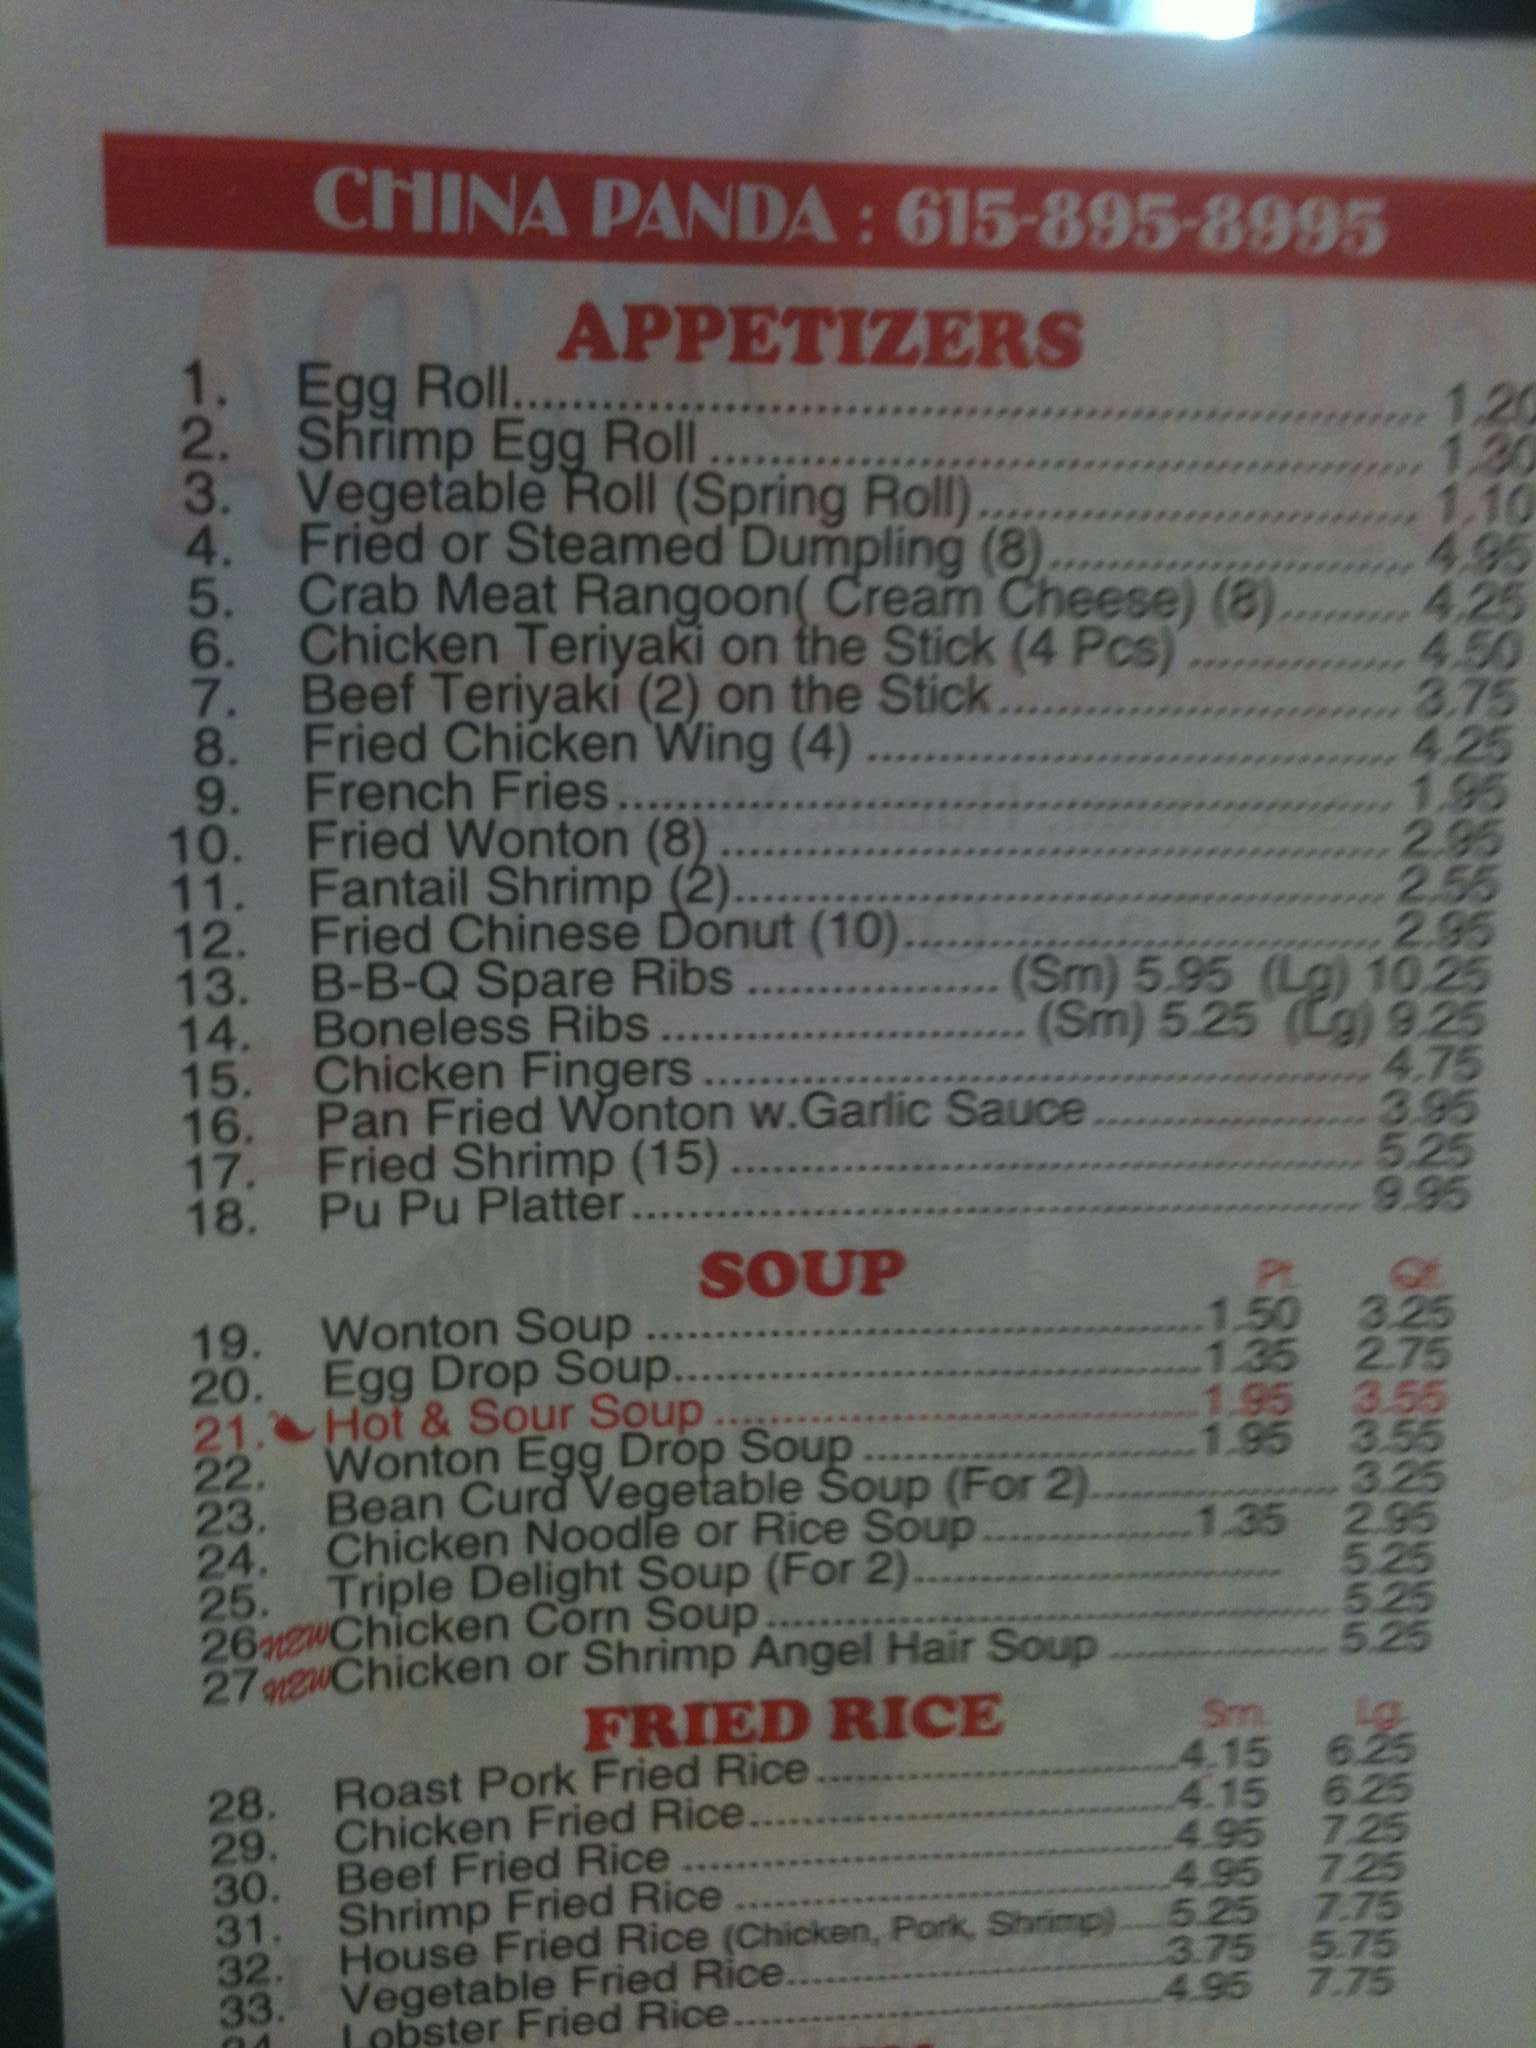 CHINA PANDA : 615-895-8995
APPETIZERS
1. Egg Roll 1.20
2. Shrimp Egg Roll 1.30
3. Vegetable Roll (Spring Roll) 1.10
4. Fried or Steamed Dumpling (8) 4.95
5. Crab Meat Rangoon( Cream Cheese) (8) 4.25
6. Chicken Teriyaki on the Stick (4 Pcs) 4.50
7. Beef Teriyaki (2) on the Stick 3.75
8. Fried Chicken Wing (4) 4.25
9. French Fries 1.95
10. Fried Wonton (8) 2.95
11. Fantail Shrimp (2) 2.55
12. Fried Chinese Donut (10) 2.95
13. B-B-Q Spare Ribs (Sm) 5.95 (Lg) 10.25
14. Boneless Ribs (Sm) 5.25 (Lg) 9.25
15. Chicken Fingers 4.75
16. Pan Fried Wonton w.Garlic Sauce 3.95
17. Fried Shrimp (15) 5.25
18. Pu Pu Platter 9.95
SOUP Pt. Qt.
19. Wonton Soup 1.50 3.25
20. Egg Drop Soup 1.35 2.75
21. Hot & Sour Soup 1.95 3.55
22. Wonton Egg Drop Soup 1.95 3.55
23. Bean Curd Vegetable Soup (For 2) 3.25
24. Chicken Noodle or Rice Soup 1.35 2.95
25. Triple Delight Soup (For 2) 5.25
26 NEW Chicken Corn Soup 5.25
27 NEW Chicken or Shrimp Angel Hair Soup 5.25
FRIED RICE Sm. Lg.
28. Roast Pork Fried Rice 4.15 6.25
29. Chicken Fried Rice 4.15 6.25
30. Beef Fried Rice 4.95 7.25
31. Shrimp Fried Rice 4.95 7.25
32. House Fried Rice (Chicken, Pork, Shrimp) 5.25 7.75
33. Vegetable Fried Rice 3.75 5.75
34. Lobster Fried Rice 4.95 7.75